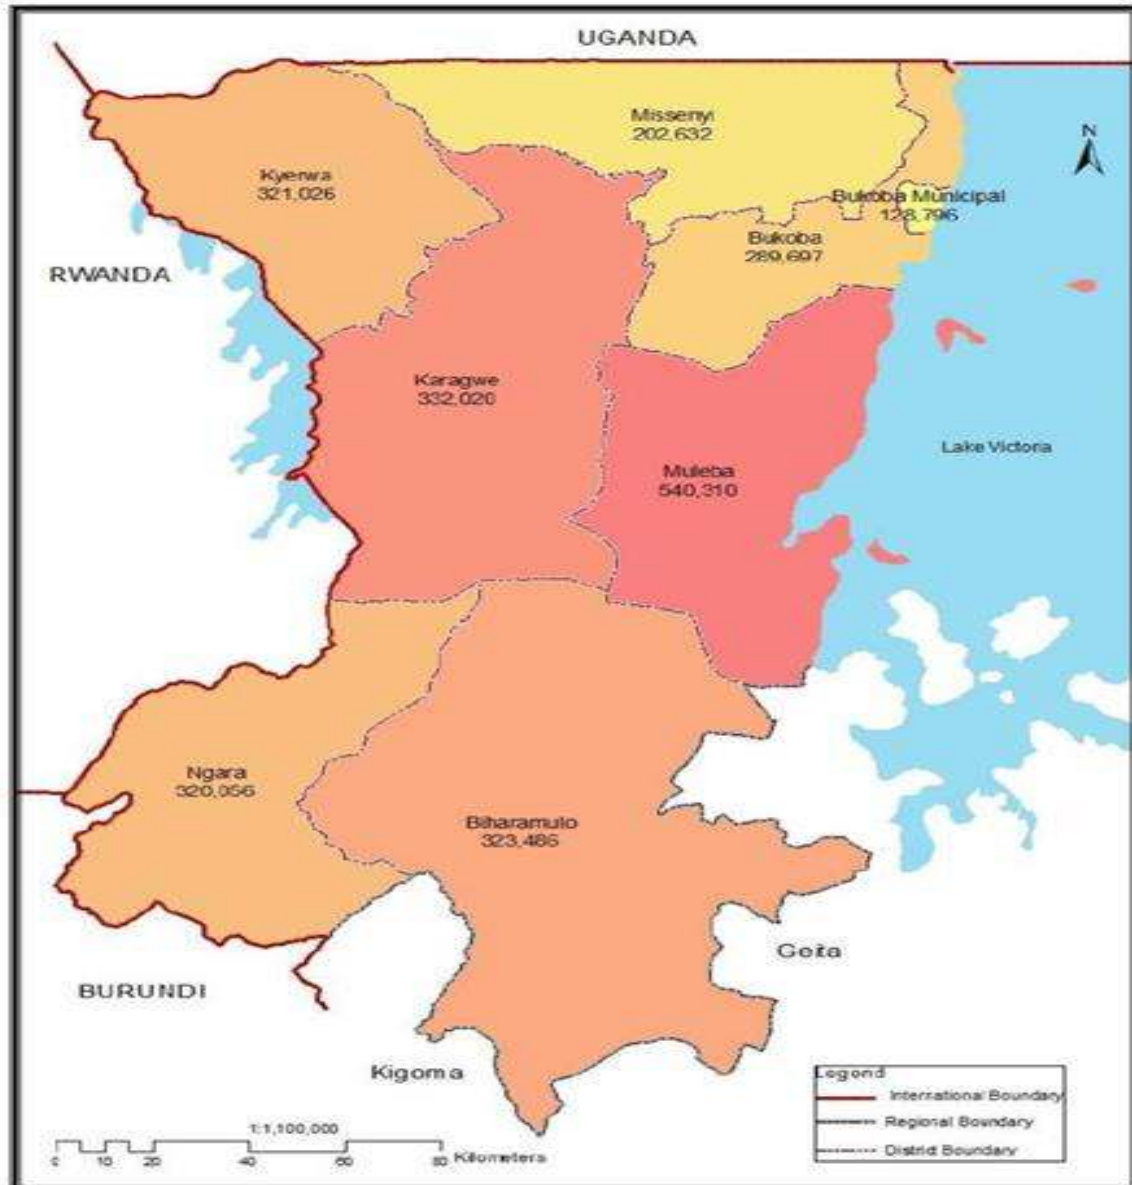 UGANDA
Missenyi
202,632
N
Kyerwa
321,026
Bukoba Municipal
128,796
Bukoba
289,697
RWANDA
Karagwe
332,020
Lake Victoria
Muleba
540,310
Ngara
320,056
Biharamulo
323,486
Geita
BURUNDI
Kigoma
Legend
International Boundary
Regional Boundary
District Boundary
1:1,100,000
0 10 20 40 60 80 Kilometers